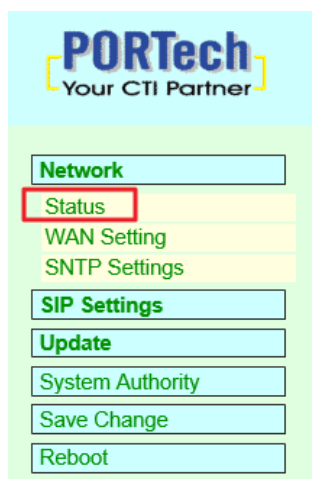 PORTech
Your CTI Partner
Network
Status
WAN Setting
SNTP Settings
SIP Settings
Update
System Authority
Save Change
Reboot